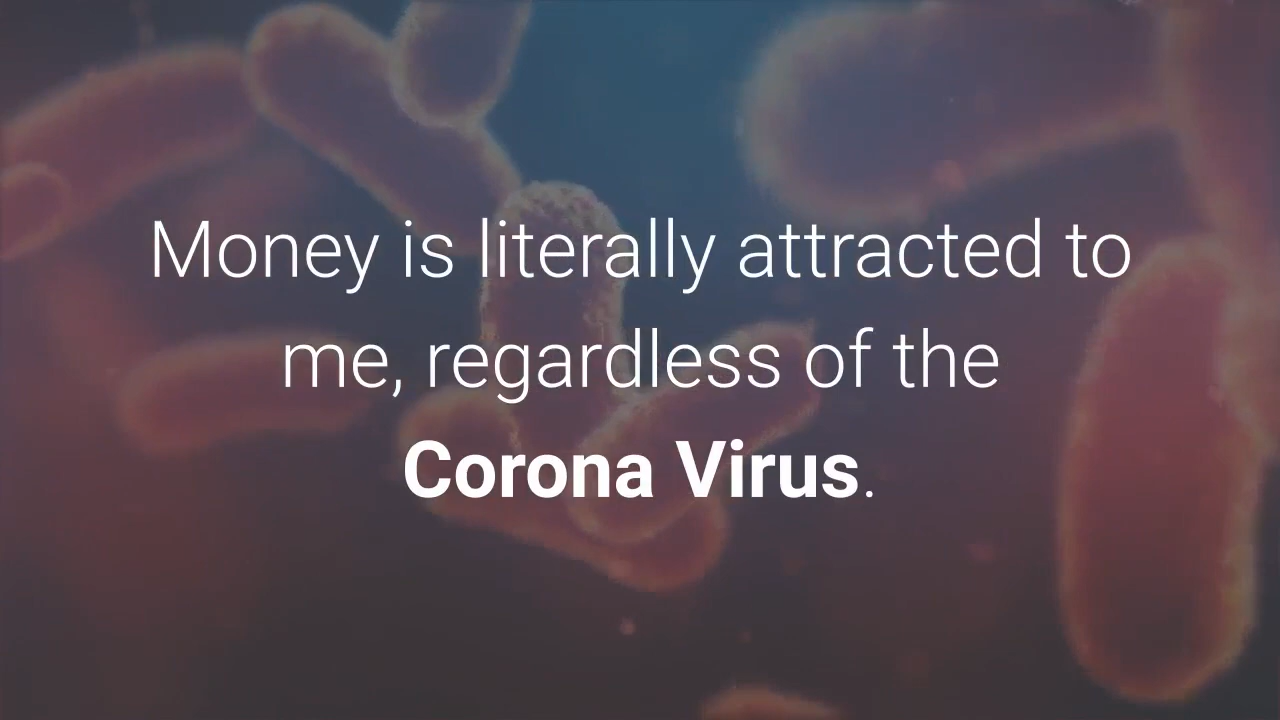 Money is literally attracted to
me, regardless of the
Corona Virus.